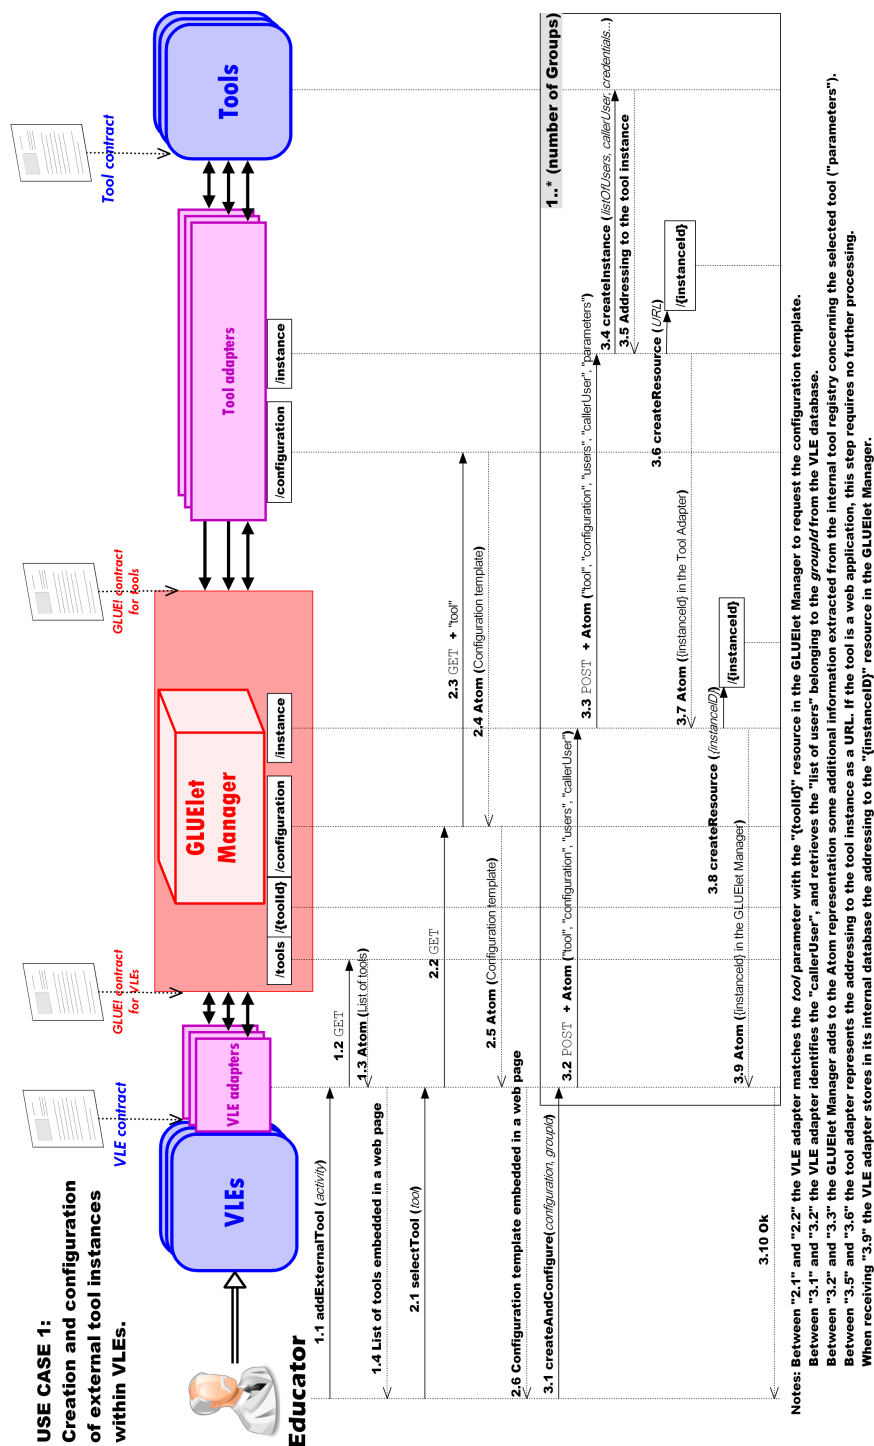 USE CASE 1:
Creation and configuration
of external tool instances
within VLEs.
VLE contract
GLUE! contract
for VLEs
GLUE! contract
for tools
Tool contract
Educator
VLEs
VLE adapters
GLUElet
Manager
Tool adapters
Tools
/tools
/{toolId}
/configuration
/instance
/configuration
/instance
1.1 addExternalTool (activity)
1.2 GET
1.3 Atom (List of tools)
1.4 List of tools embedded in a web page
2.1 selectTool (tool)
2.2 GET
2.3 GET + "tool"
2.4 Atom (Configuration template)
2.5 Atom (Configuration template)
2.6 Configuration template embedded in a web page
1..* (number of Groups)
3.1 createAndConfigure(configuration, groupId)
3.2 POST + Atom ("tool", "configuration", "users", "callerUser")
3.3 POST + Atom ("tool", "configuration", "users", "callerUser", "parameters")
3.4 createInstance (listOfUsers, callerUser, credentials...)
3.5 Addressing to the tool instance
3.6 createResource (URL)
/{instanceId}
3.7 Atom ({instanceId} in the Tool Adapter)
3.8 createResource ({instanceID})
/{instanceId}
3.9 Atom ({instanceId} in the GLUElet Manager)
3.10 Ok
Notes: Between "2.1" and "2.2" the VLE adapter matches the tool parameter with the "{toolId}" resource in the GLUElet Manager to request the configuration template.
Between "3.1" and "3.2" the VLE adapter identifies the "callerUser", and retrieves the "list of users" belonging to the groupId from the VLE database.
Between "3.2" and "3.3" the GLUElet Manager adds to the Atom representation some additional information extracted from the internal tool registry concerning the selected tool ("parameters").
Between "3.5" and "3.6" the tool adapter represents the addressing to the tool instance as a URL. If the tool is a web application, this step requires no further processing.
When receiving "3.9" the VLE adapter stores in its internal database the addressing to the "{instanceID}" resource in the GLUElet Manager.